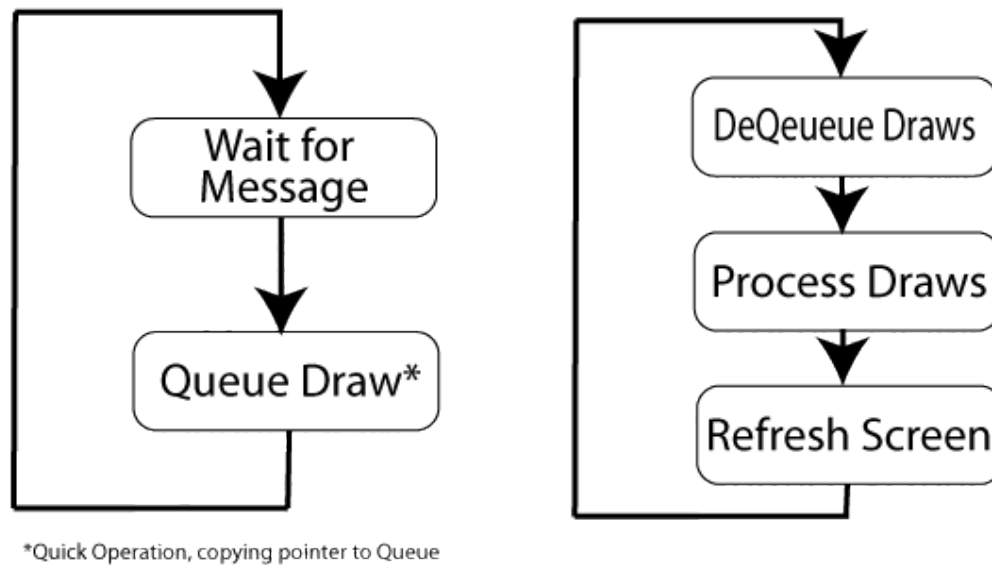 Wait for
Message
Queue Draw*
*Quick Operation, copying pointer to Queue
DeQeueue Draws
Process Draws
Refresh Screen